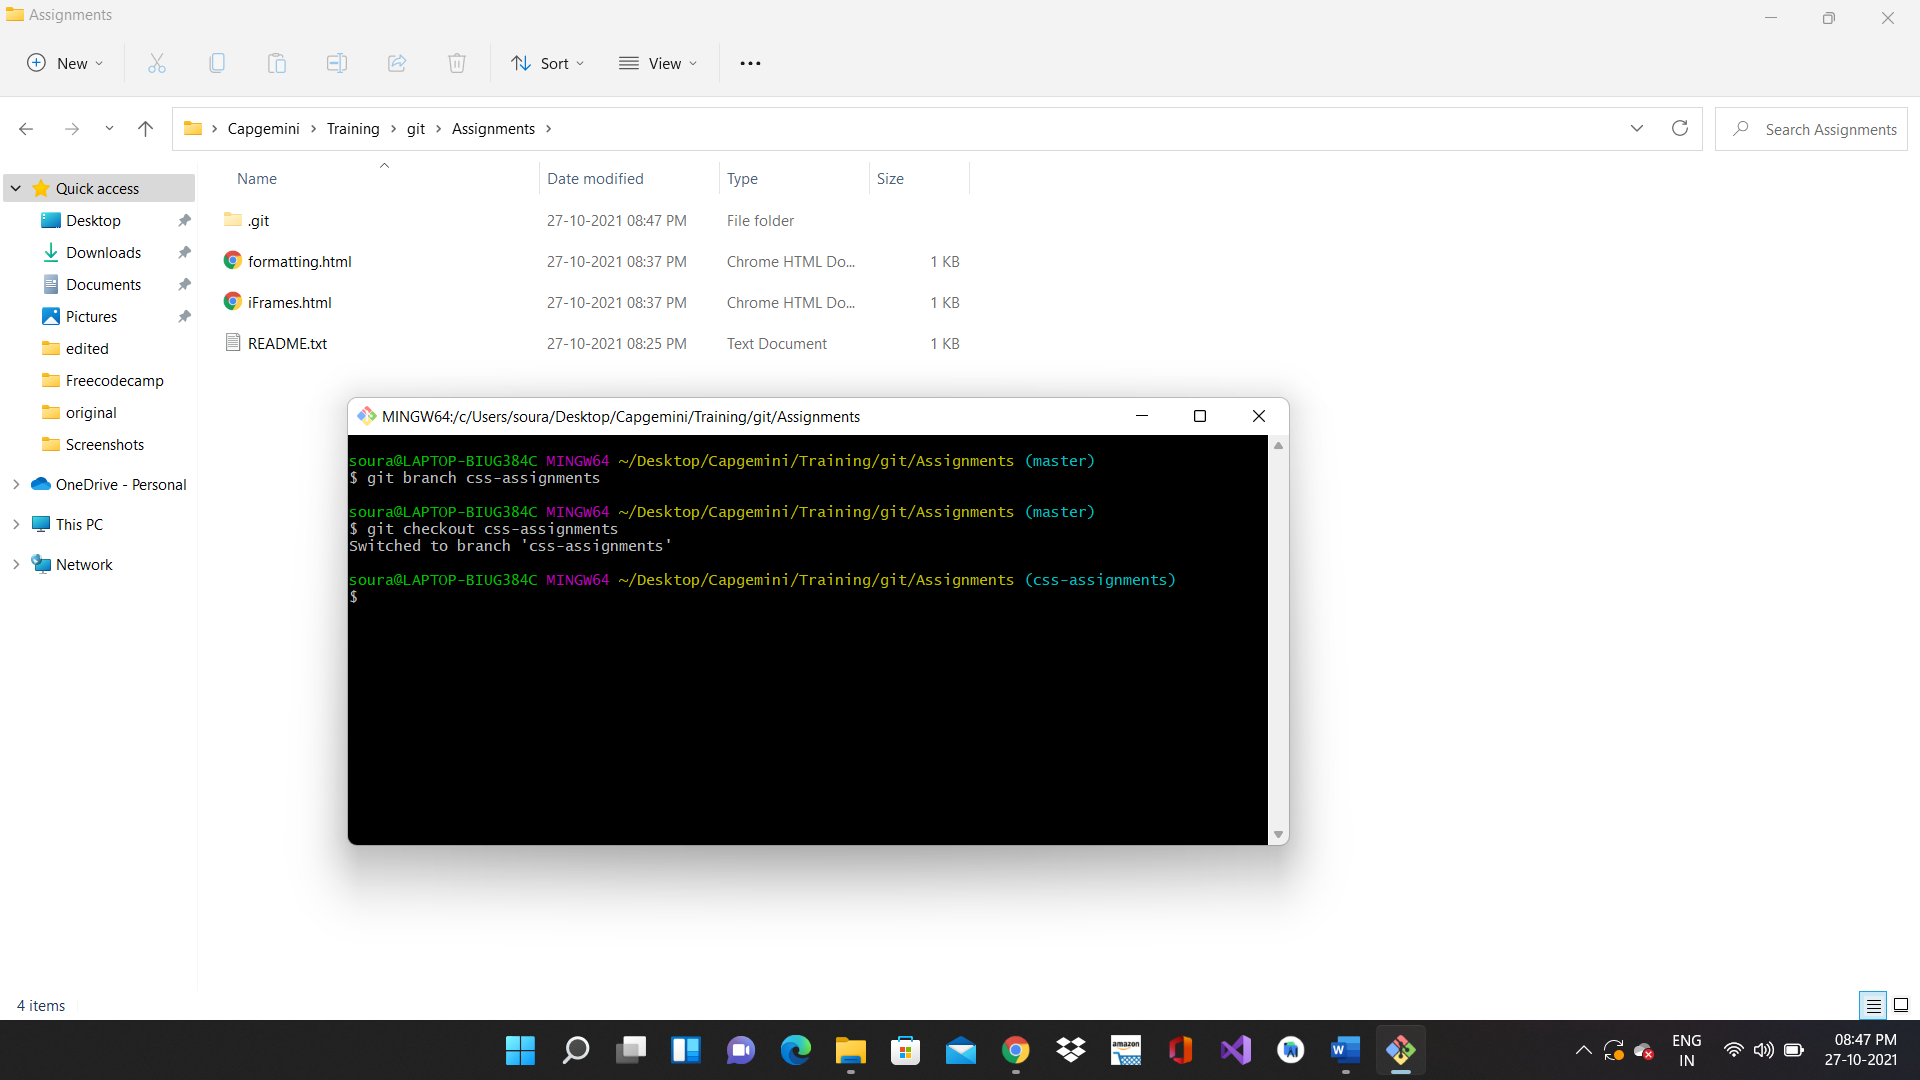 Assignments
New
Sort
View
Capgemini
Training
git
Assignments
Search Assignments
Name
Date modified
Type
Size
Quick access
Desktop
Downloads
Documents
Pictures
edited
Freecodecamp
original
Screenshots
OneDrive - Personal
This PC
Network
.git 27-10-2021 08:47 PM File folder
formatting.html 27-10-2021 08:37 PM Chrome HTML Do... 1 KB
iFrames.html 27-10-2021 08:37 PM Chrome HTML Do... 1 KB
README.txt 27-10-2021 08:25 PM Text Document 1 KB
MINGW64:/c/Users/soura/Desktop/Capgemini/Training/git/Assignments
soura@LAPTOP-BIUG384C MINGW64 ~/Desktop/Capgemini/Training/git/Assignments (master)
$ git branch css-assignments
soura@LAPTOP-BIUG384C MINGW64 ~/Desktop/Capgemini/Training/git/Assignments (master)
$ git checkout css-assignments
Switched to branch 'css-assignments'
soura@LAPTOP-BIUG384C MINGW64 ~/Desktop/Capgemini/Training/git/Assignments (css-assignments)
$
4 items
amazon
W
ENG
IN
08:47 PM
27-10-2021